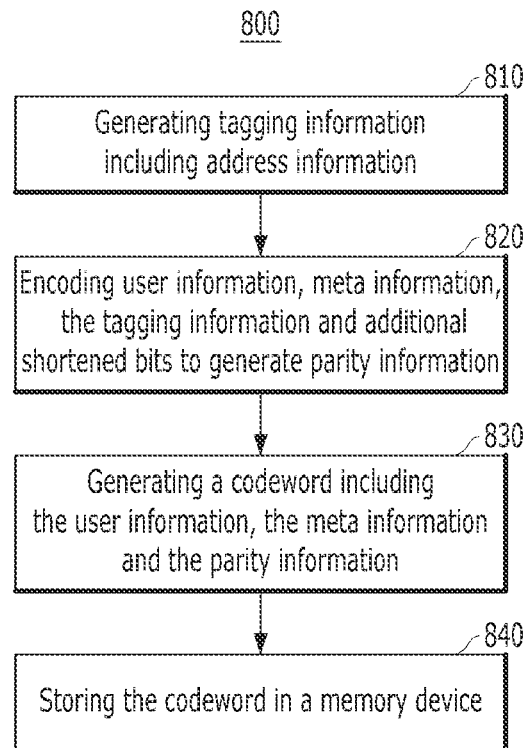 800
810
Generating tagging information
including address information
820
Encoding user information, meta information,
the tagging information and additional
shortened bits to generate parity information
830
Generating a codeword including
the user information, the meta information
and the parity information
840
Storing the codeword in a memory device